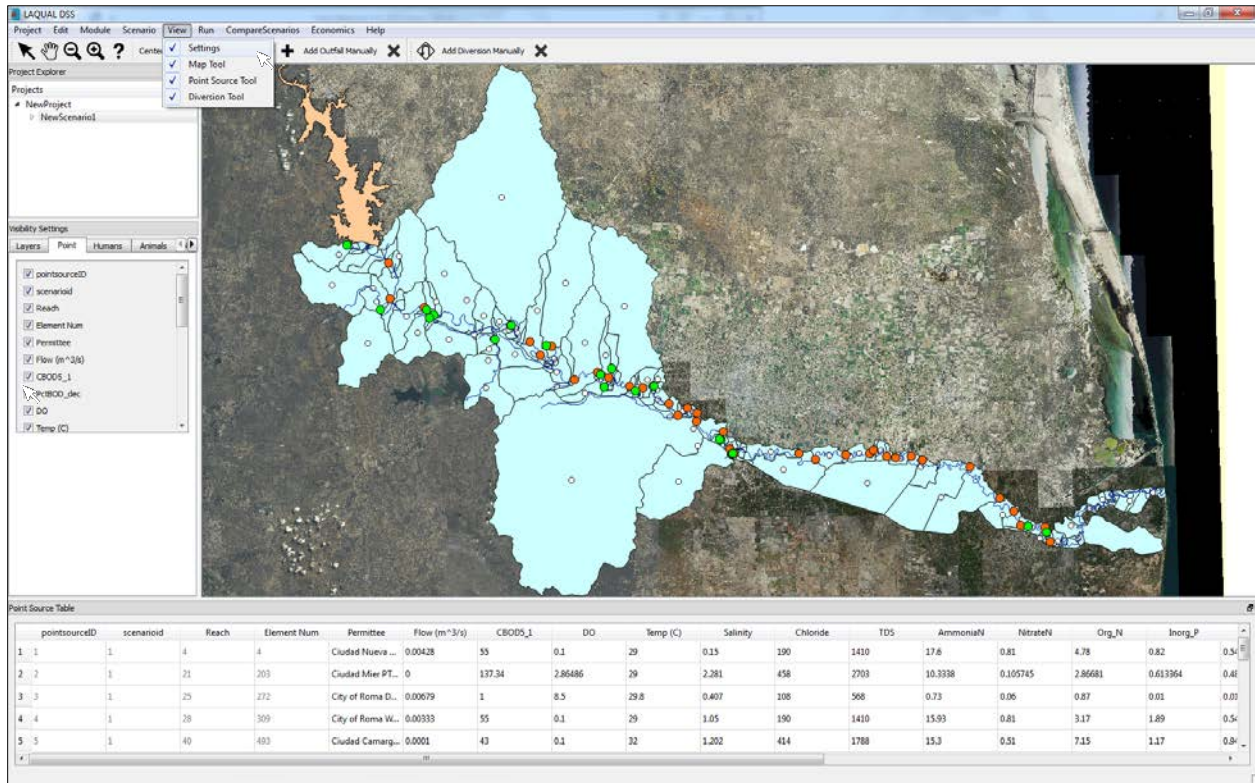 LAQUAL DSS
Project Edit Module Scenario View Run CompareScenarios Economics Help
Settings
Map Tool
Point Source Tool
Diversion Tool
Add Outfall Manually Add Diversion Manually
Project Explorer
Projects
NewProject
NewScenario1
Visibility Settings
Layers Point Humans Animals
pointsourceID
scenarioid
Reach
Element Num
Permittee
Flow (m^3/s)
CBOD5_1
PctBOD_dec
DO
Temp (C)
Point Source Table
pointsourceID scenarioid Reach Element Num Permittee Flow (m^3/s) CBOD5_1 DO Temp (C) Salinity Chloride TDS AmmoniaN NitrateN Org_N Inorg_P
1 1 1 4 4 Ciudad Nueva ... 0.00428 55 0.1 29 0.15 190 1410 17.6 0.81 4.78 0.82
2 2 1 21 203 Ciudad Mier PT... 0 137.34 2.86486 29 2.281 458 2703 10.3338 0.105745 2.86681 0.613364
3 3 1 25 272 City of Roma D... 0.00679 1 8.5 29.8 0.407 208 568 0.73 0.06 0.87 0.01
4 4 1 28 309 City of Roma W... 0.00333 55 0.1 29 1.05 190 1410 15.93 0.81 3.17 1.89
5 5 1 40 493 Ciudad Camarg... 0.0001 43 0.1 32 1.202 414 1788 15.3 0.51 7.15 1.17